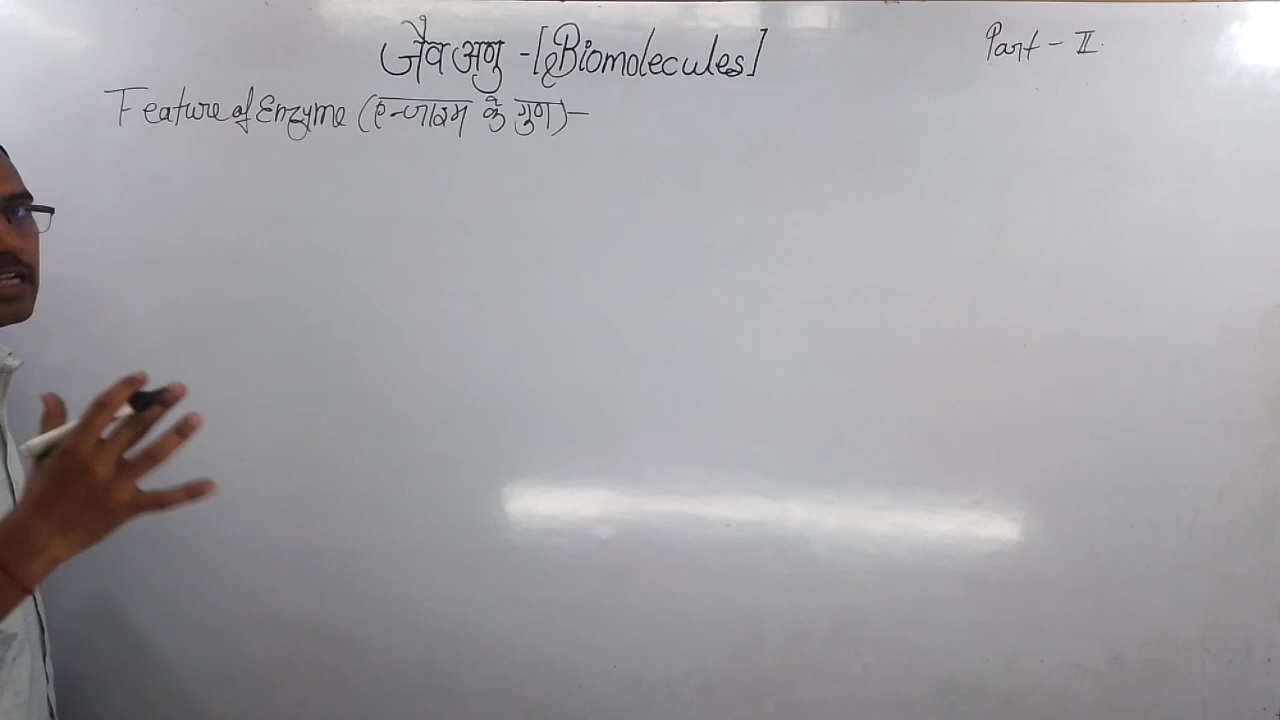 जैव अणु - [Biomolecules]
Part - II.
Feature of Enzyme (एन्जाइम के गुण) -